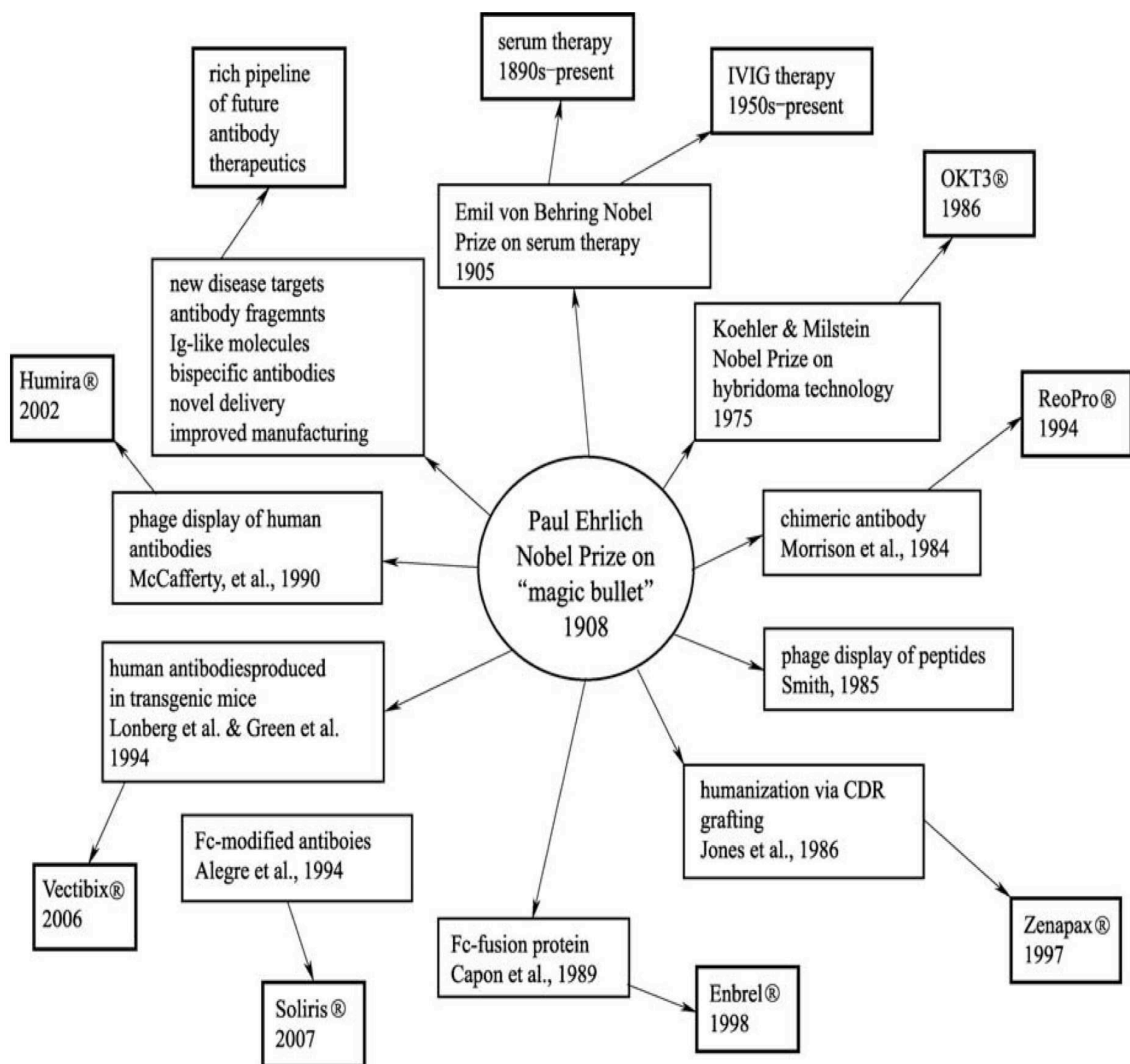 serum therapy
1890s-present
IVIG therapy
1950s-present
rich pipeline
of future
antibody
therapeutics
OKT3®
1986
Emil von Behring Nobel
Prize on serum therapy
1905
new disease targets
antibody fragemnts
Ig-like molecules
bispecific antibodies
novel delivery
improved manufacturing
Koehler & Milstein
Nobel Prize on
hybridoma technology
1975
Humira®
2002
ReoPro®
1994
phage display of human
antibodies
McCafferty, et al., 1990
Paul Ehrlich
Nobel Prize on
“magic bullet”
1908
chimeric antibody
Morrison et al., 1984
human antibodiesproduced
in transgenic mice
Lonberg et al. & Green et al.
1994
phage display of peptides
Smith, 1985
humanization via CDR
grafting
Jones et al., 1986
Fc-modified antiboies
Alegre et al., 1994
Vectibix®
2006
Fc-fusion protein
Capon et al., 1989
Zenapax®
1997
Soliris®
2007
Enbrel®
1998